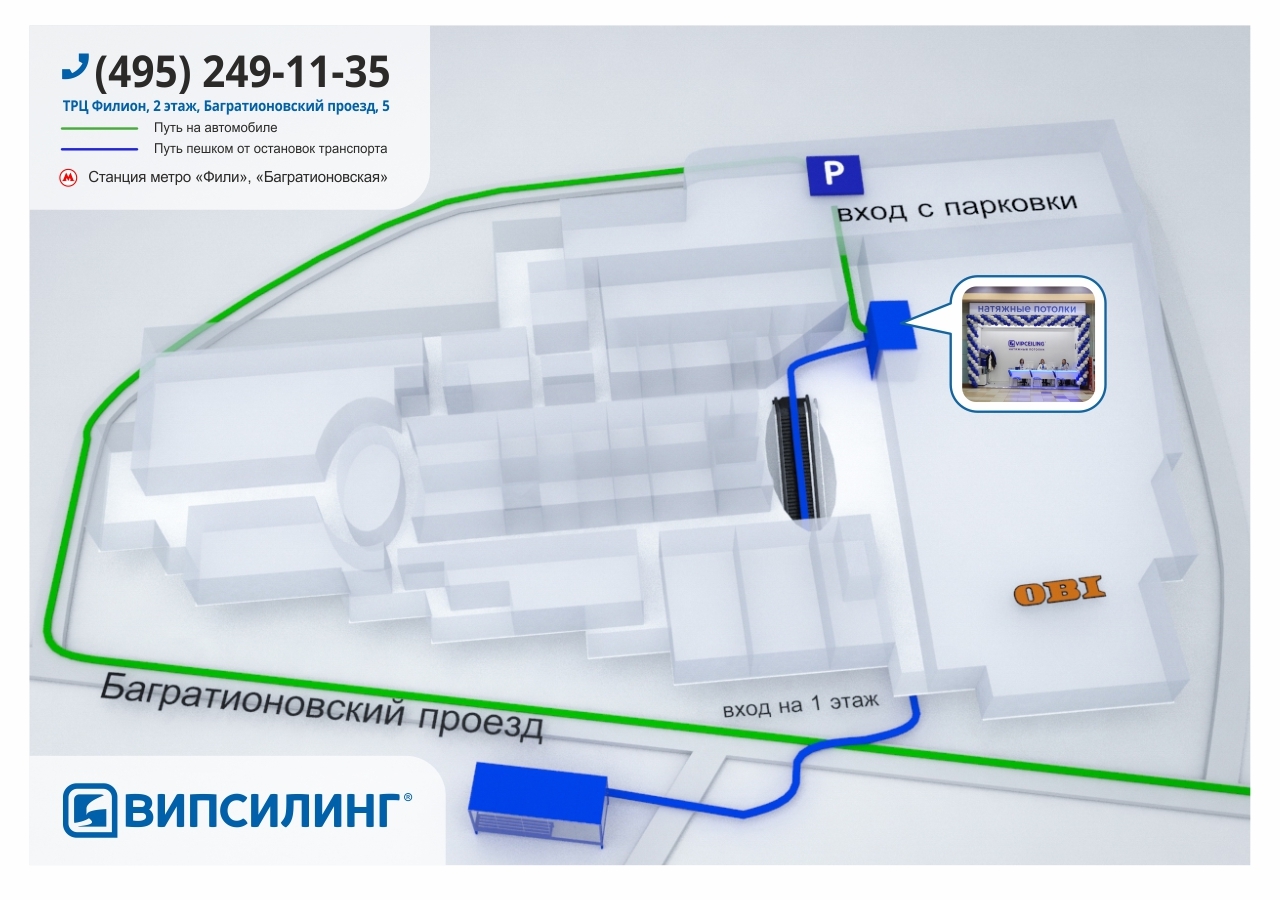 (495) 249-11-35
ТРЦ Филион, 2 этаж, Багратионовский проезд, 5
Путь на автомобиле
Путь пешком от остановок транспорта
М Станция метро «Фили», «Багратионовская»
P
вход с парковки
натяжные потолки
VIPCEILING
OBI
вход на 1 этаж
Багратионовский проезд
ВИПСИЛИНГ®